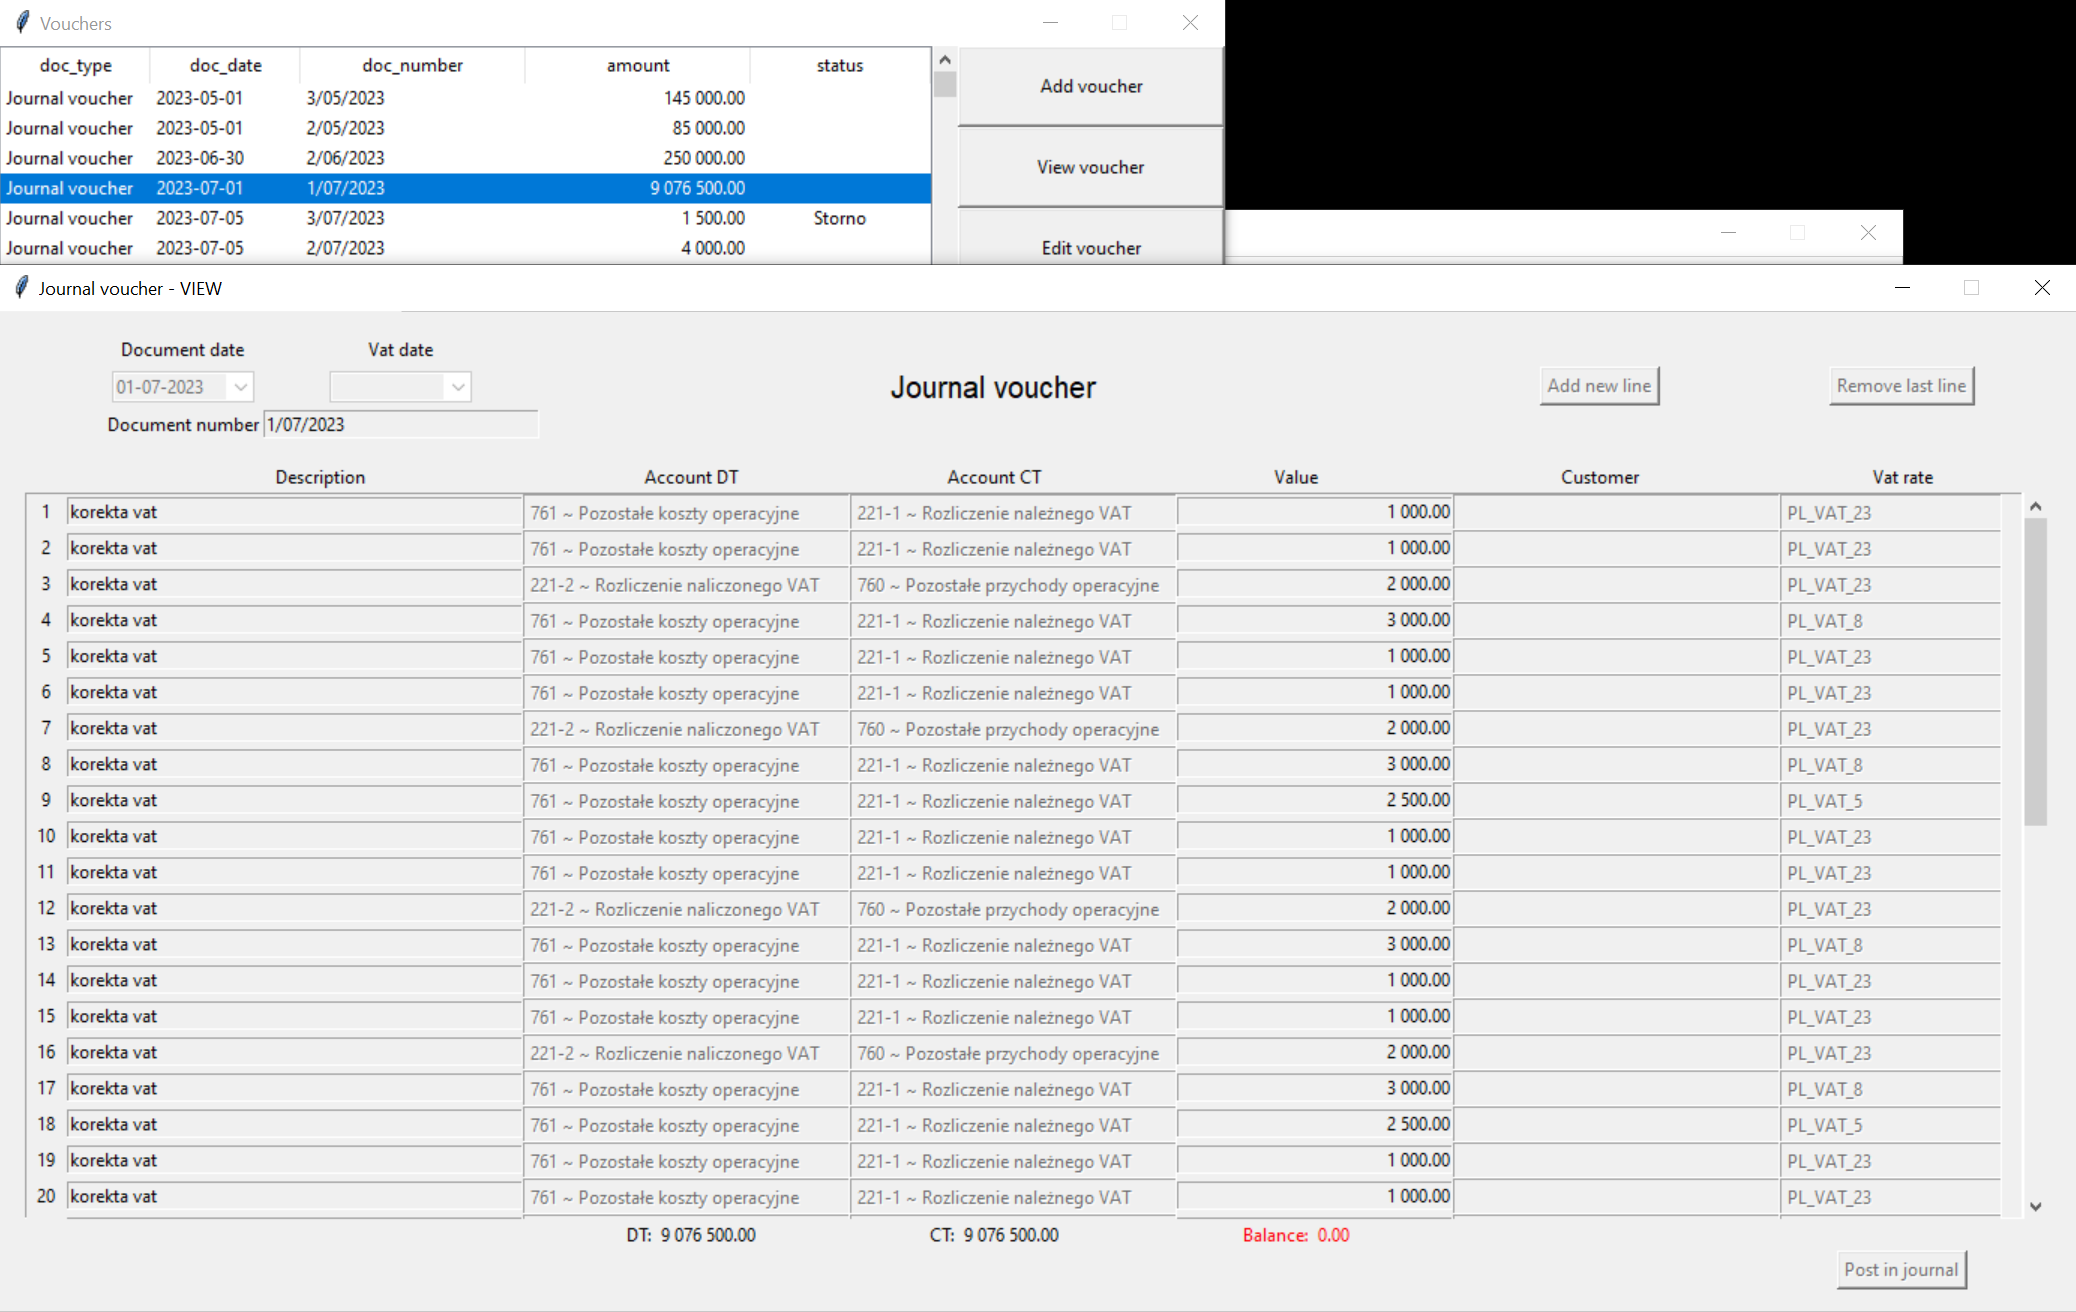 Vouchers
doc_type doc_date doc_number amount status
Journal voucher 2023-05-01 3/05/2023 145 000.00
Journal voucher 2023-05-01 2/05/2023 85 000.00
Journal voucher 2023-06-30 2/06/2023 250 000.00
Journal voucher 2023-07-01 1/07/2023 9 076 500.00
Journal voucher 2023-07-05 3/07/2023 1 500.00 Storno
Journal voucher 2023-07-05 2/07/2023 4 000.00
Add voucher
View voucher
Edit voucher
Journal voucher - VIEW
Document date Vat date
01-07-2023
Document number 1/07/2023
Journal voucher
Add new line
Remove last line
Description Account DT Account CT Value Customer Vat rate
1 korekta vat 761 ~ Pozostałe koszty operacyjne 221-1 ~ Rozliczenie należnego VAT 1 000.00 PL_VAT_23
2 korekta vat 761 ~ Pozostałe koszty operacyjne 221-1 ~ Rozliczenie należnego VAT 1 000.00 PL_VAT_23
3 korekta vat 221-2 ~ Rozliczenie naliczonego VAT 760 ~ Pozostałe przychody operacyjne 2 000.00 PL_VAT_23
4 korekta vat 761 ~ Pozostałe koszty operacyjne 221-1 ~ Rozliczenie należnego VAT 3 000.00 PL_VAT_8
5 korekta vat 761 ~ Pozostałe koszty operacyjne 221-1 ~ Rozliczenie należnego VAT 1 000.00 PL_VAT_23
6 korekta vat 761 ~ Pozostałe koszty operacyjne 221-1 ~ Rozliczenie należnego VAT 1 000.00 PL_VAT_23
7 korekta vat 221-2 ~ Rozliczenie naliczonego VAT 760 ~ Pozostałe przychody operacyjne 2 000.00 PL_VAT_23
8 korekta vat 761 ~ Pozostałe koszty operacyjne 221-1 ~ Rozliczenie należnego VAT 3 000.00 PL_VAT_8
9 korekta vat 761 ~ Pozostałe koszty operacyjne 221-1 ~ Rozliczenie należnego VAT 2 500.00 PL_VAT_5
10 korekta vat 761 ~ Pozostałe koszty operacyjne 221-1 ~ Rozliczenie należnego VAT 1 000.00 PL_VAT_23
11 korekta vat 761 ~ Pozostałe koszty operacyjne 221-1 ~ Rozliczenie należnego VAT 1 000.00 PL_VAT_23
12 korekta vat 221-2 ~ Rozliczenie naliczonego VAT 760 ~ Pozostałe przychody operacyjne 2 000.00 PL_VAT_23
13 korekta vat 761 ~ Pozostałe koszty operacyjne 221-1 ~ Rozliczenie należnego VAT 3 000.00 PL_VAT_8
14 korekta vat 761 ~ Pozostałe koszty operacyjne 221-1 ~ Rozliczenie należnego VAT 1 000.00 PL_VAT_23
15 korekta vat 761 ~ Pozostałe koszty operacyjne 221-1 ~ Rozliczenie należnego VAT 1 000.00 PL_VAT_23
16 korekta vat 221-2 ~ Rozliczenie naliczonego VAT 760 ~ Pozostałe przychody operacyjne 2 000.00 PL_VAT_23
17 korekta vat 761 ~ Pozostałe koszty operacyjne 221-1 ~ Rozliczenie należnego VAT 3 000.00 PL_VAT_8
18 korekta vat 761 ~ Pozostałe koszty operacyjne 221-1 ~ Rozliczenie należnego VAT 2 500.00 PL_VAT_5
19 korekta vat 761 ~ Pozostałe koszty operacyjne 221-1 ~ Rozliczenie należnego VAT 1 000.00 PL_VAT_23
20 korekta vat 761 ~ Pozostałe koszty operacyjne 221-1 ~ Rozliczenie należnego VAT 1 000.00 PL_VAT_23
DT: 9 076 500.00 CT: 9 076 500.00 Balance: 0.00
Post in journal